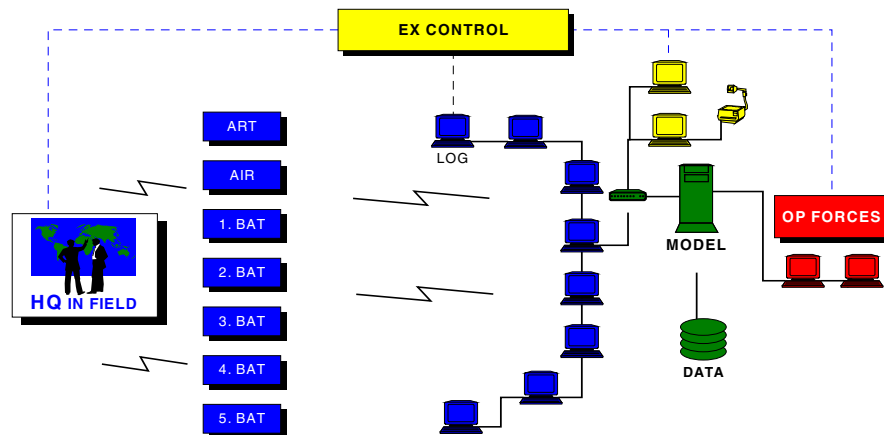 EX CONTROL
ART
LOG
AIR
1. BAT
OP FORCES
MODEL
2. BAT
HQ IN FIELD
3. BAT
4. BAT
DATA
5. BAT